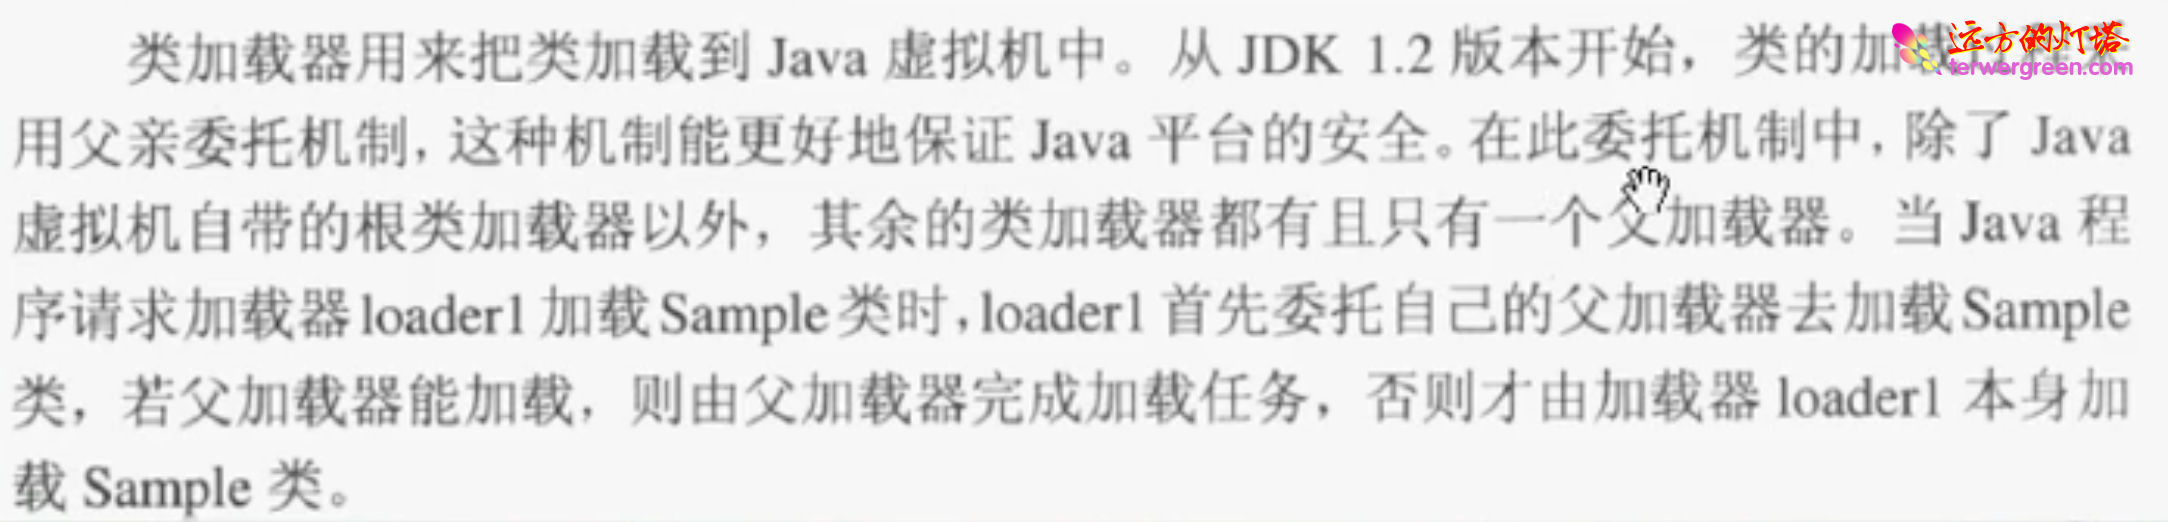 类加载器用来把类加载到 Java 虚拟机中。从 JDK 1.2 版本开始，类的加载
用父亲委托机制，这种机制能更好地保证 Java 平台的安全。在此委托机制中，除了 Java
虚拟机自带的根类加载器以外，其余的类加载器都有且只有一个父加载器。当 Java 程
序请求加载器 loader1 加载 Sample 类时，loader1 首先委托自己的父加载器去加载 Sample
类，若父加载器能加载，则由父加载器完成加载任务，否则才由加载器 loader1 本身加
载 Sample 类。
远方的灯塔
terwergreen.com